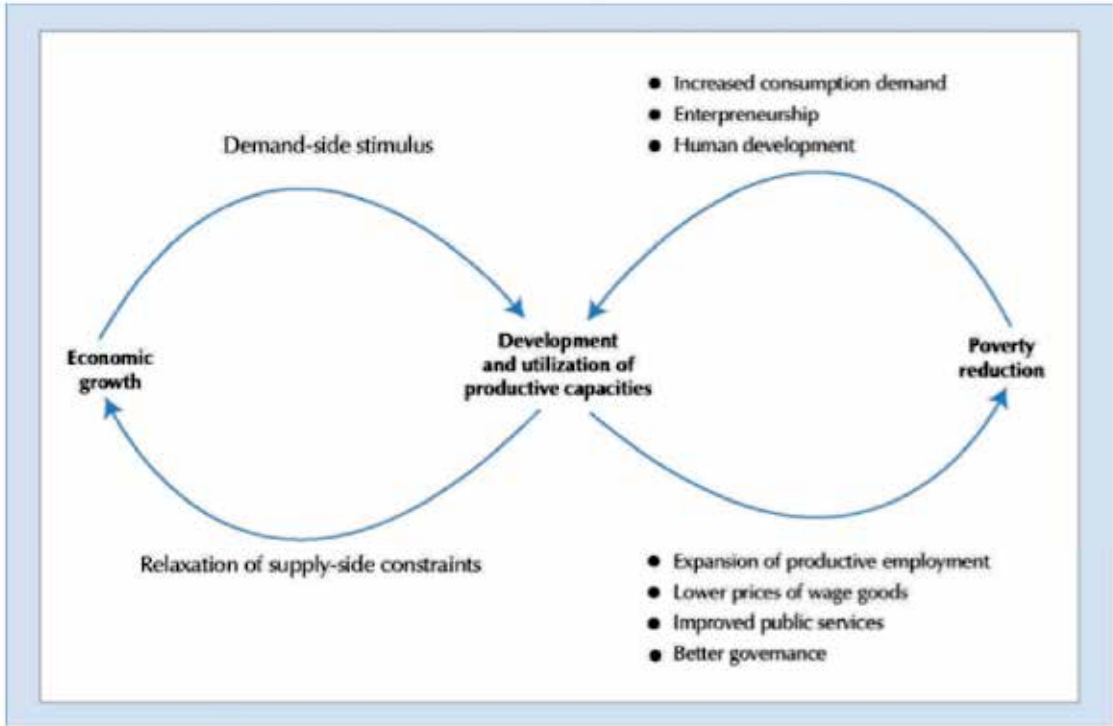 ● Increased consumption demand
● Enterpreneurship
● Human development
Demand-side stimulus
Economic
growth
Development
and utilization of
productive capacities
Poverty
reduction
Relaxation of supply-side constraints
● Expansion of productive employment
● Lower prices of wage goods
● Improved public services
● Better governance